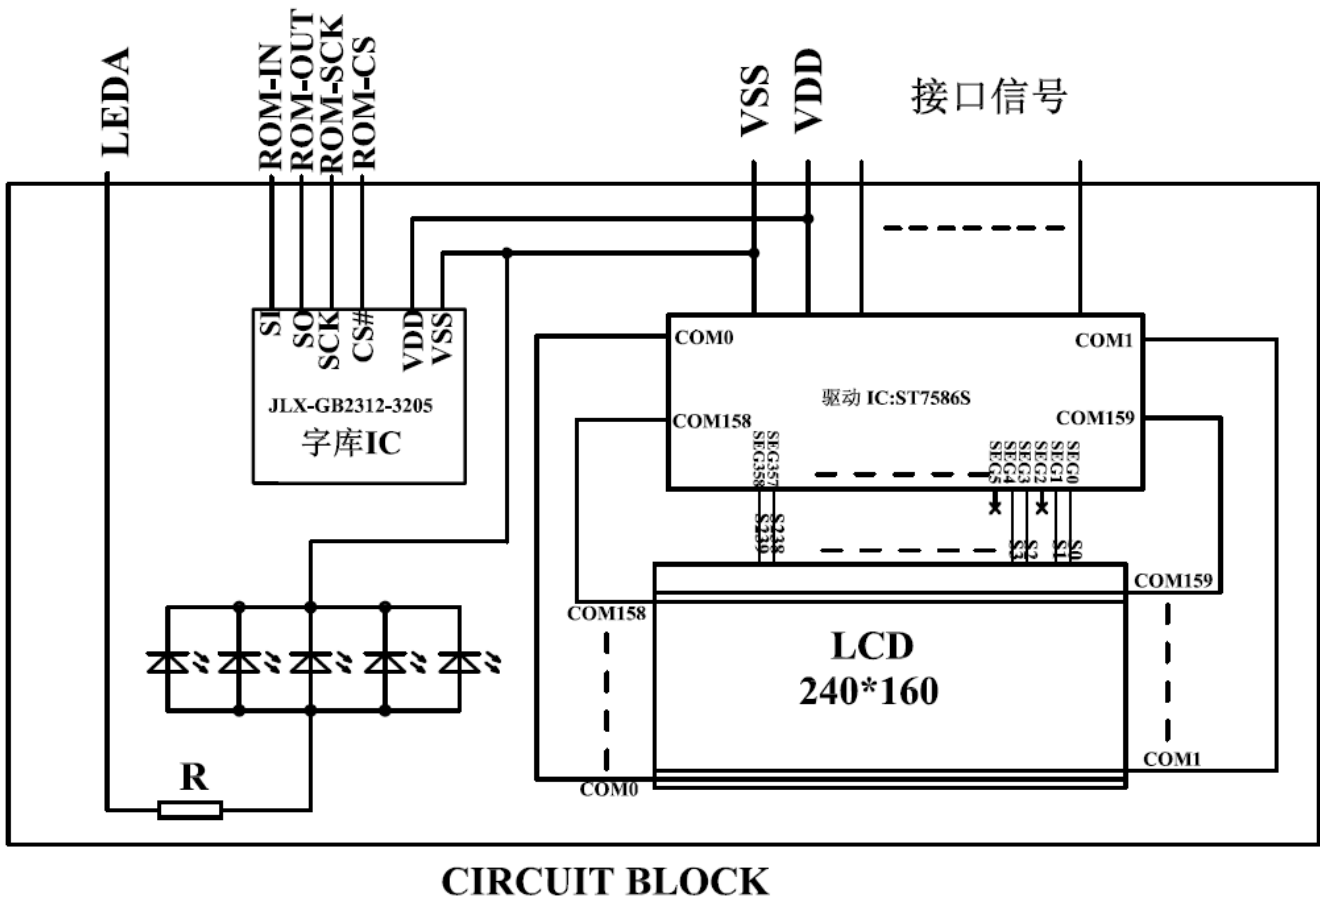 LEDA
ROM-IN
ROM-OUT
ROM-SCK
ROM-CS
VSS
VDD
接口信号
SI
SO
SCK
CS#
VDD
VSS
JLX-GB2312-3205
字库IC
COM0
COM1
驱动 IC:ST7586S
COM158
COM159
SEG358
SEG357
SEG5
SEG4
SEG3
SEG2
SEG1
SEG0
S239
S238
S3
S2
S1
S0
COM159
COM158
LCD
240*160
COM1
COM0
R
CIRCUIT BLOCK